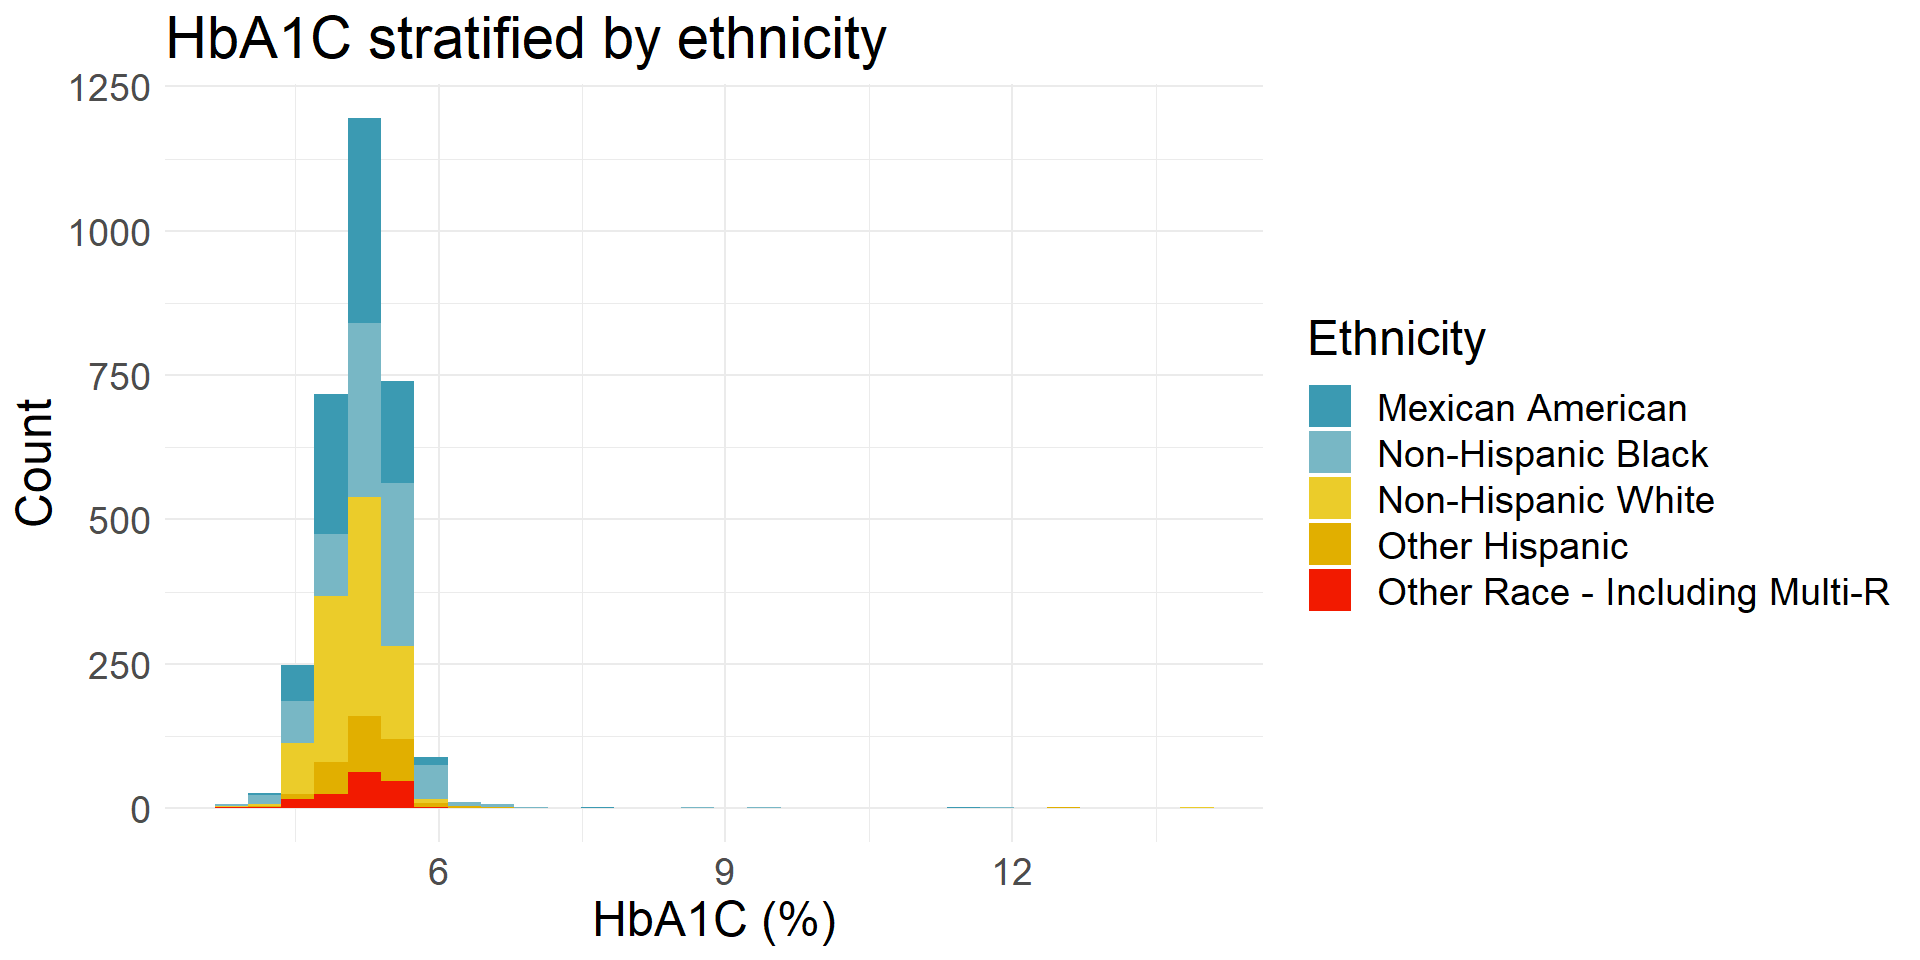 HbA1C stratified by ethnicity
1250
1000
750
500
250
0
Count
6 9 12
HbA1C (%)
Ethnicity
Mexican American
Non-Hispanic Black
Non-Hispanic White
Other Hispanic
Other Race - Including Multi-R